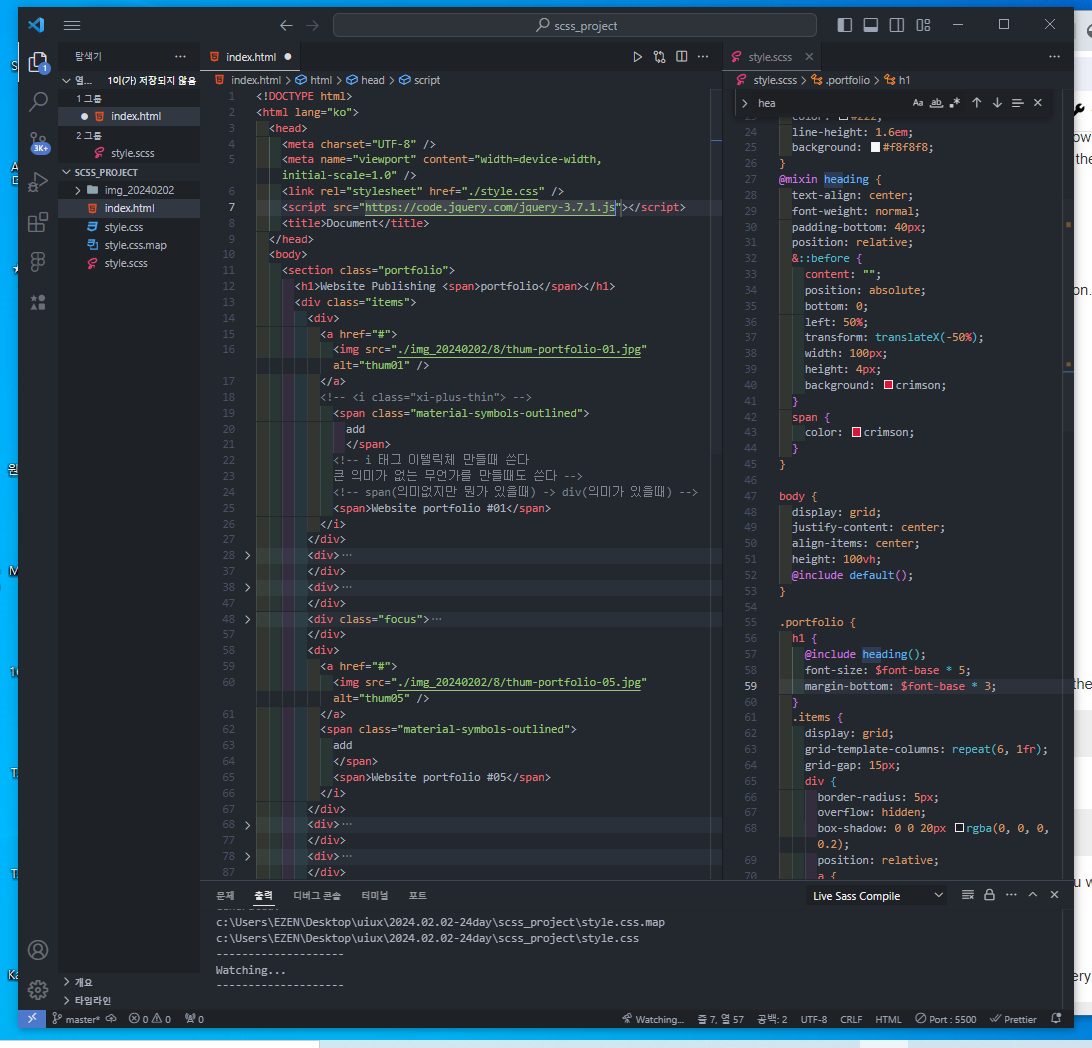 scss_project
탐색기
열...
1이(가) 저장되지 않음
1 그룹
index.html
2 그룹
style.scss
SCSS_PROJECT
img_20240202
index.html
style.css
style.css.map
style.scss
개요
타임라인
1
3K+
index.html
index.html > html > head > script
1 <!DOCTYPE html>
2 <html lang="ko">
3 <head>
4 <meta charset="UTF-8" />
5 <meta name="viewport" content="width=device-width,
initial-scale=1.0" />
6 <link rel="stylesheet" href="./style.css" />
7 <script src="https://code.jquery.com/jquery-3.7.1.js"></script>
8 <title>Document</title>
9 </head>
10 <body>
11 <section class="portfolio">
12 <h1>Website Publishing <span>portfolio</span></h1>
13 <div class="items">
14 <div>
15 <a href="#">
16 <img src="./img_20240202/8/thum-portfolio-01.jpg"
alt="thum01" />
17 </a>
18 <!-- <i class="xi-plus-thin"> -->
19 <span class="material-symbols-outlined">
20 add
21 </span>
22 <!-- i 태그 이텔릭체 만들때 쓴다
23 큰 의미가 없는 무언가를 만들때도 쓴다 -->
24 <!-- span(의미없지만 뭔가 있을때) -> div(의미가 있을때) -->
25 <span>Website portfolio #01</span>
26 </i>
27 </div>
28 <div>...
37 </div>
38 <div>...
47 </div>
48 <div class="focus">...
57 </div>
58 <div>
59 <a href="#">
60 <img src="./img_20240202/8/thum-portfolio-05.jpg"
alt="thum05" />
61 </a>
62 <span class="material-symbols-outlined">
63 add
64 </span>
65 <span>Website portfolio #05</span>
66 </i>
67 </div>
68 <div>...
77 </div>
78 <div>...
87 </div>
style.scss
style.scss > .portfolio > h1
hea
Aa ab
23 color: #222;
24 line-height: 1.6em;
25 background: #f8f8f8;
26 }
27 @mixin heading {
28 text-align: center;
29 font-weight: normal;
30 padding-bottom: 40px;
31 position: relative;
32 &::before {
33 content: "";
34 position: absolute;
35 bottom: 0;
36 left: 50%;
37 transform: translateX(-50%);
38 width: 100px;
39 height: 4px;
40 background: crimson;
41 }
42 span {
43 color: crimson;
44 }
45 }
46
47 body {
48 display: grid;
49 justify-content: center;
50 align-items: center;
51 height: 100vh;
52 @include default();
53 }
54
55 .portfolio {
56 h1 {
57 @include heading();
58 font-size: $font-base * 5;
59 margin-bottom: $font-base * 3;
60 }
61 .items {
62 display: grid;
63 grid-template-columns: repeat(6, 1fr);
64 grid-gap: 15px;
65 div {
66 border-radius: 5px;
67 overflow: hidden;
68 box-shadow: 0 0 20px rgba(0, 0, 0,
0.2);
69 position: relative;
70 a {
문제 출력 디버그 콘솔 터미널 포트
Live Sass Compile
c:\Users\EZEN\Desktop\uiux\2024.02.02-24day\scss_project\style.css.map
c:\Users\EZEN\Desktop\uiux\2024.02.02-24day\scss_project\style.css
--------------------
Watching...
--------------------
master* 0 0 0
Watching... 줄 7, 열 57 공백: 2 UTF-8 CRLF HTML Port : 5500 Prettier